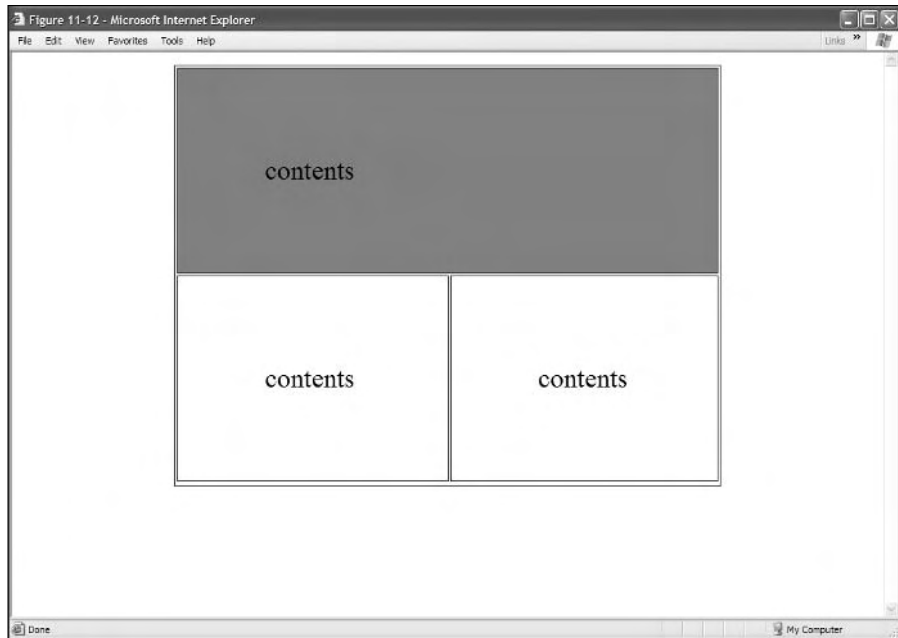 Figure 11-12 - Microsoft Internet Explorer
File Edit View Favorites Tools Help
Links »
contents
contents contents
Done
My Computer